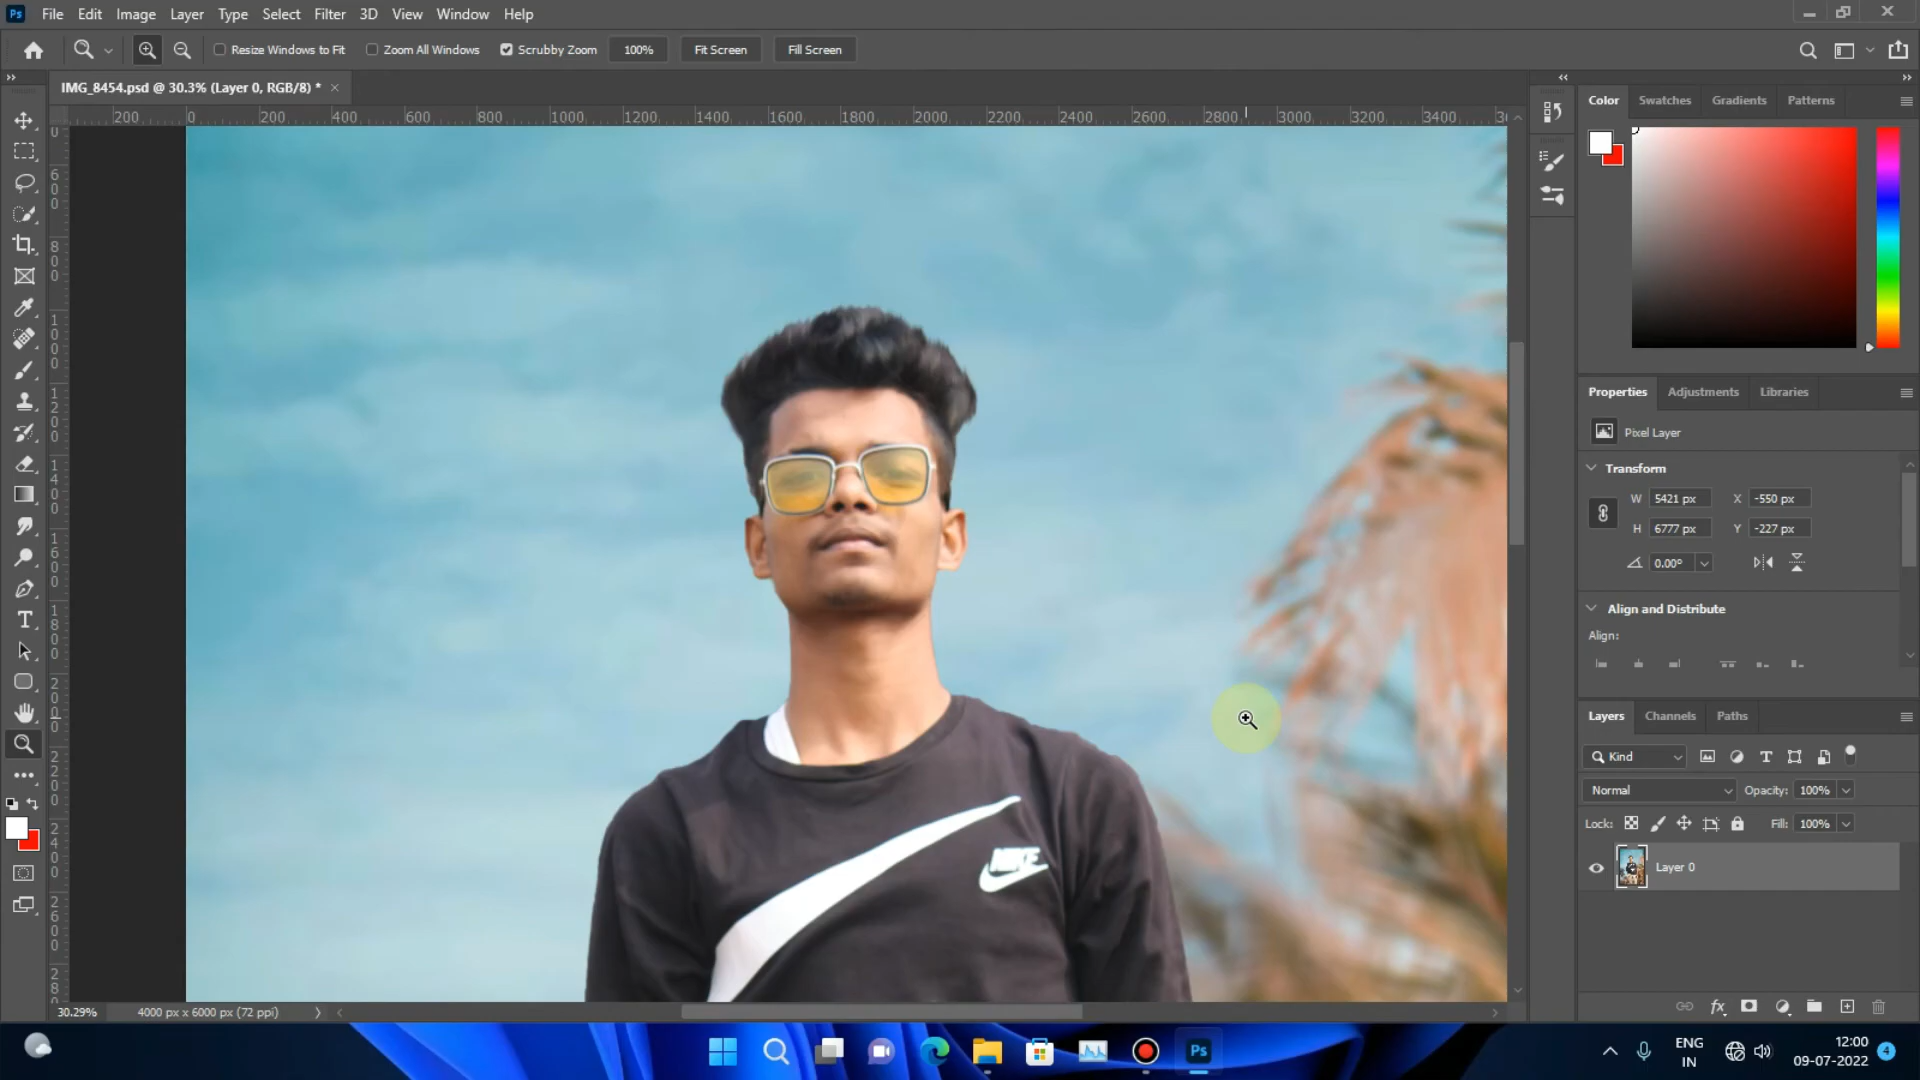 Ps File Edit Image Layer Type Select Filter 3D View Window Help
Resize Windows to Fit Zoom All Windows Scrubby Zoom 100% Fit Screen Fill Screen
IMG_8454.psd @ 30.3% (Layer 0, RGB/8) * ×
200 0 200 400 600 800 1000 1200 1400 1600 1800 2000 2200 2400 2600 2800 3000 3200 3400
Color Swatches Gradients Patterns
Properties Adjustments Libraries
Pixel Layer
Transform
W 5421 px X -550 px
H 6777 px Y -227 px
0.00°
Align and Distribute
Align:
Layers Channels Paths
Kind
Normal Opacity: 100%
Lock: Fill: 100%
Layer 0
NIKE
30.29% 4000 px x 6000 px (72 ppi)
Ps
ENG
IN
12:00
09-07-2022
4